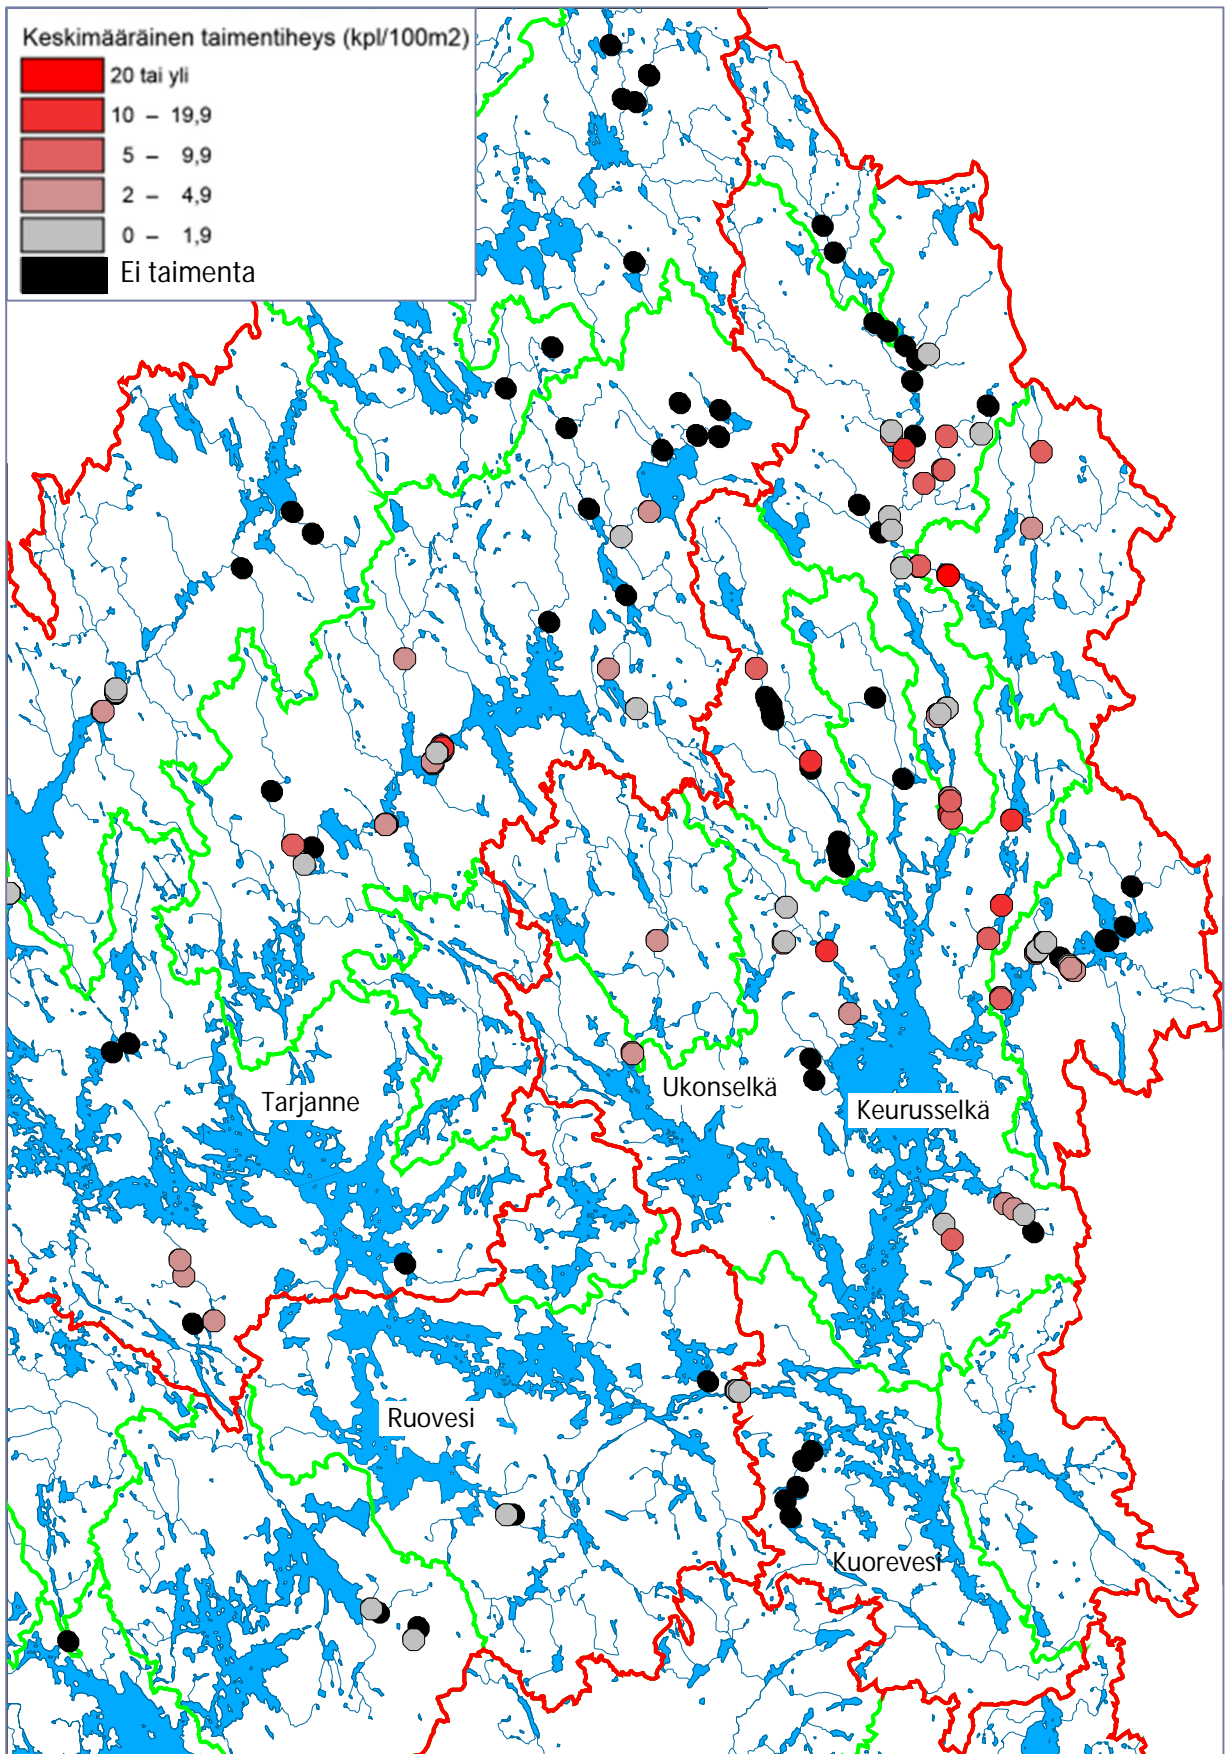 Keskimääräinen taimentiheys (kpl/100m2)
20 tai yli
10 – 19,9
5 – 9,9
2 – 4,9
0 – 1,9
Ei taimenta
Tarjanne
Ukonselkä
Keurusselkä
Ruovesi
Kuorevesi